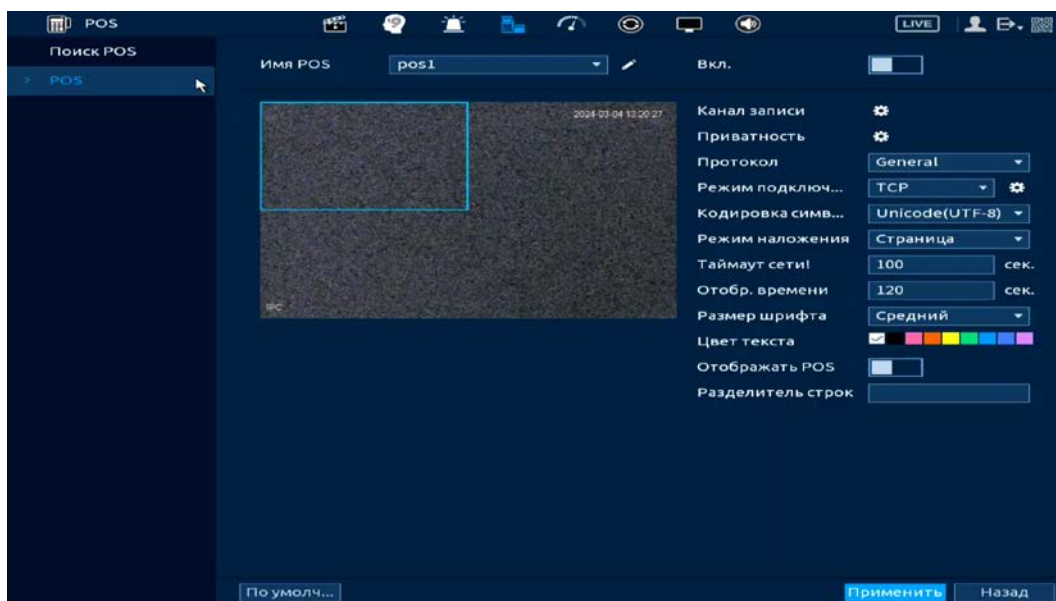 POS
LIVE
Поиск POS
POS
Имя POS pos1 Вкл.
2024-03-04 13:20:27
IPC
Канал записи
Приватность
Протокол General
Режим подключ... TCP
Кодировка симв... Unicode(UTF-8)
Режим наложения Страница
Таймаут сети! 100 сек.
Отобр. времени 120 сек.
Размер шрифта Средний
Цвет текста
Отображать POS
Разделитель строк
По умолч... Применить Назад